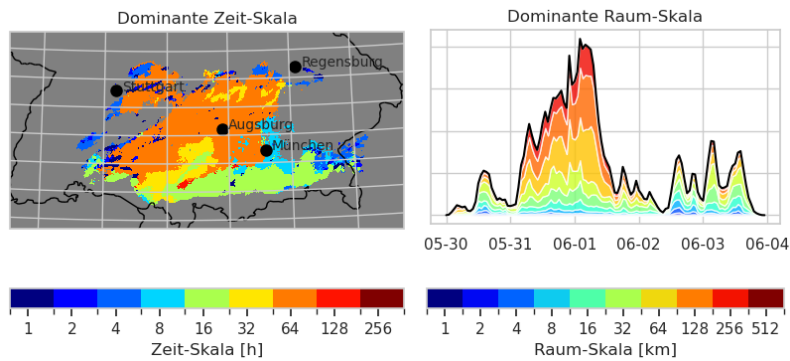 Dominante Zeit-Skala
Dominante Raum-Skala
Regensburg
Stuttgart
Augsburg
München
05-30 05-31 06-01 06-02 06-03 06-04
1 2 4 8 16 32 64 128 256
Zeit-Skala [h]
1 2 4 8 16 32 64 128 256 512
Raum-Skala [km]